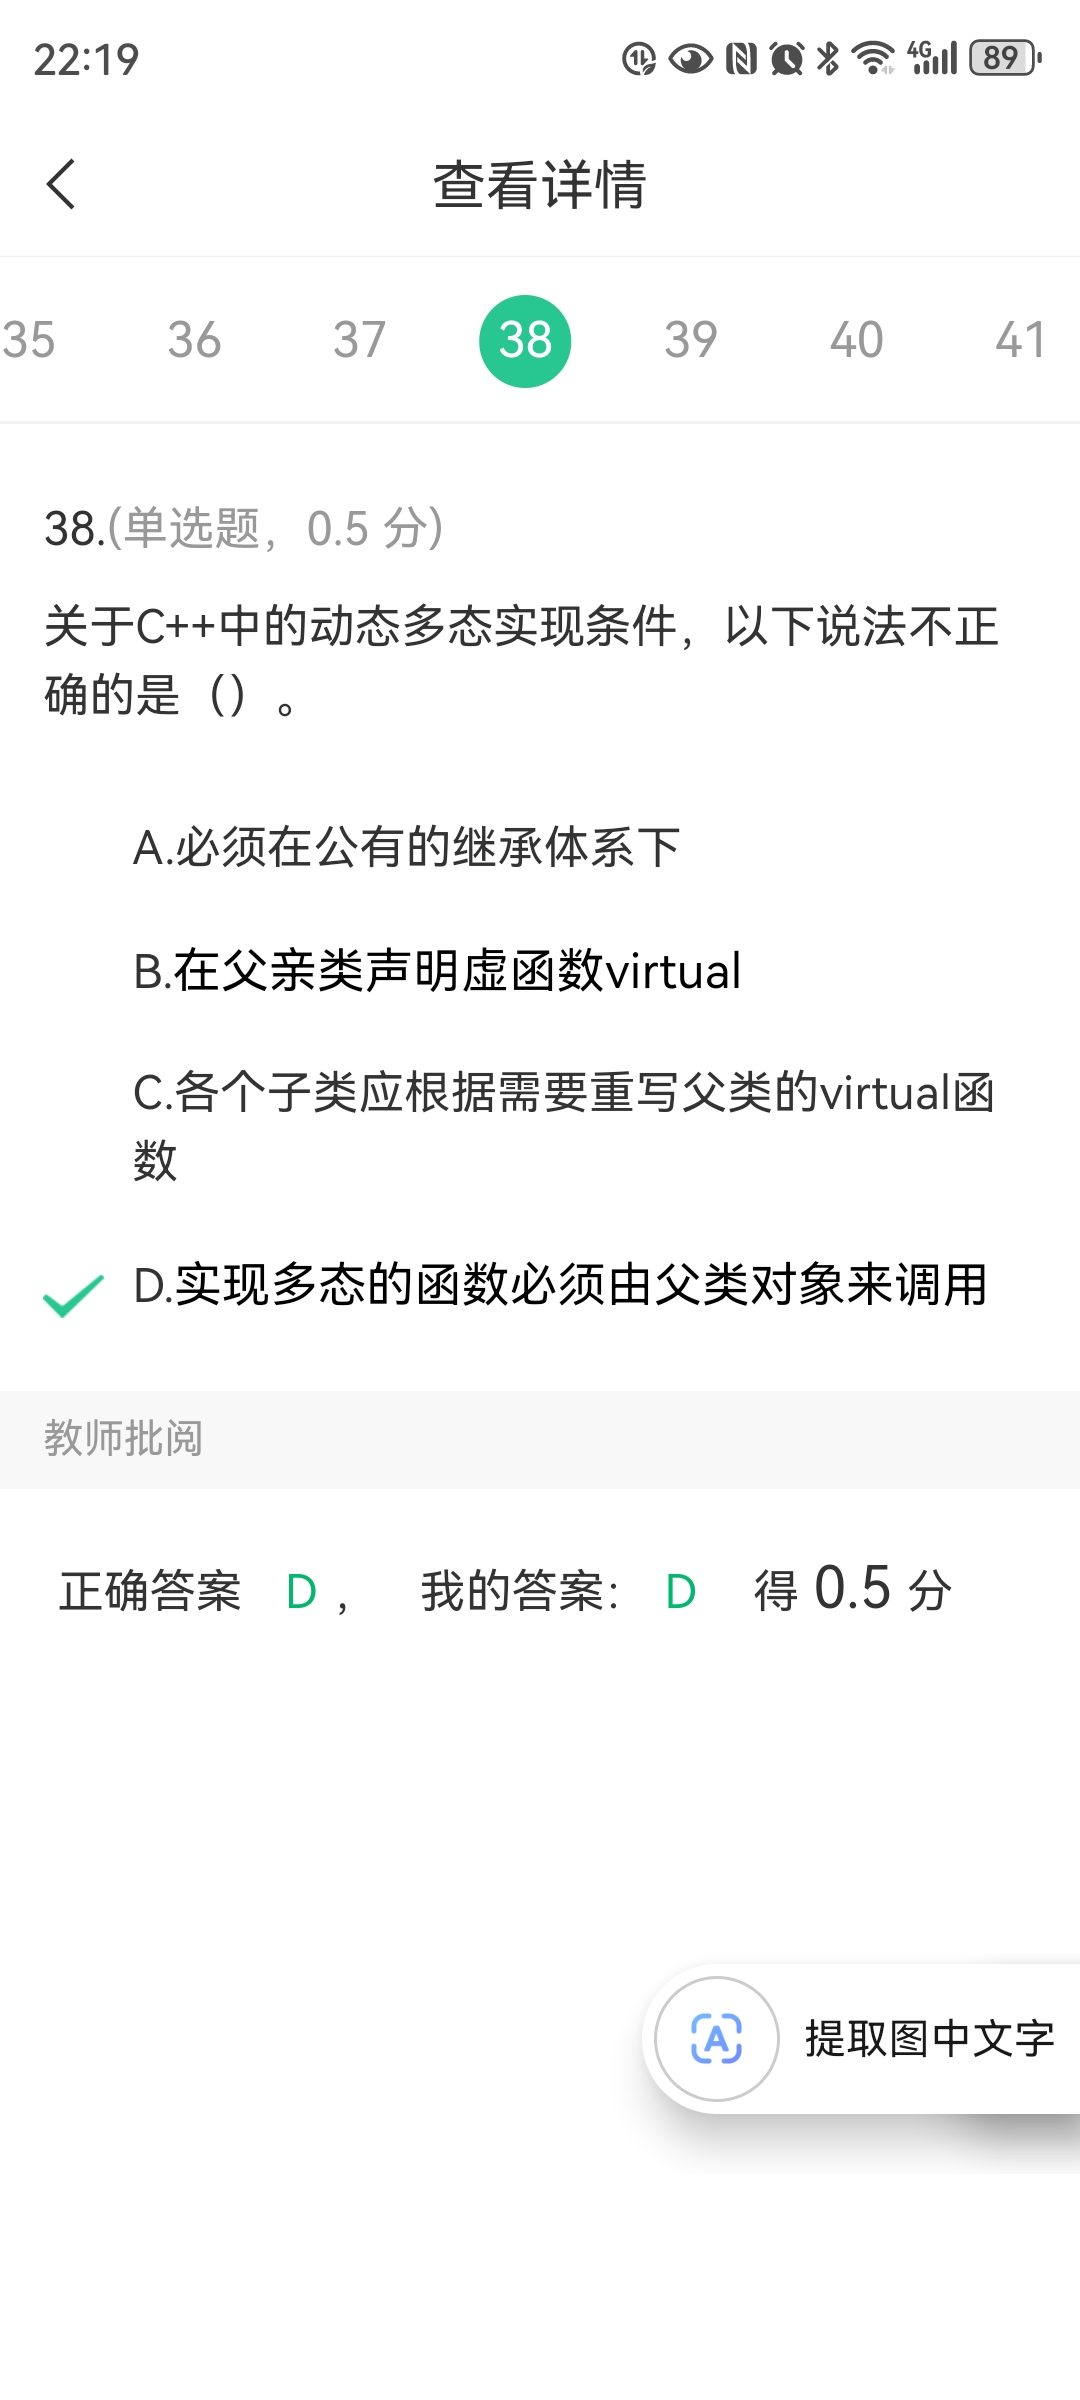 22:19
4G 89
查看详情
35 36 37 38 39 40 41
38.(单选题，0.5 分)
关于C++中的动态多态实现条件，以下说法不正
确的是（）。
A.必须在公有的继承体系下
B.在父亲类声明虚函数virtual
C.各个子类应根据需要重写父类的virtual函
数
D.实现多态的函数必须由父类对象来调用
教师批阅
正确答案 D ， 我的答案： D 得 0.5 分
A 提取图中文字